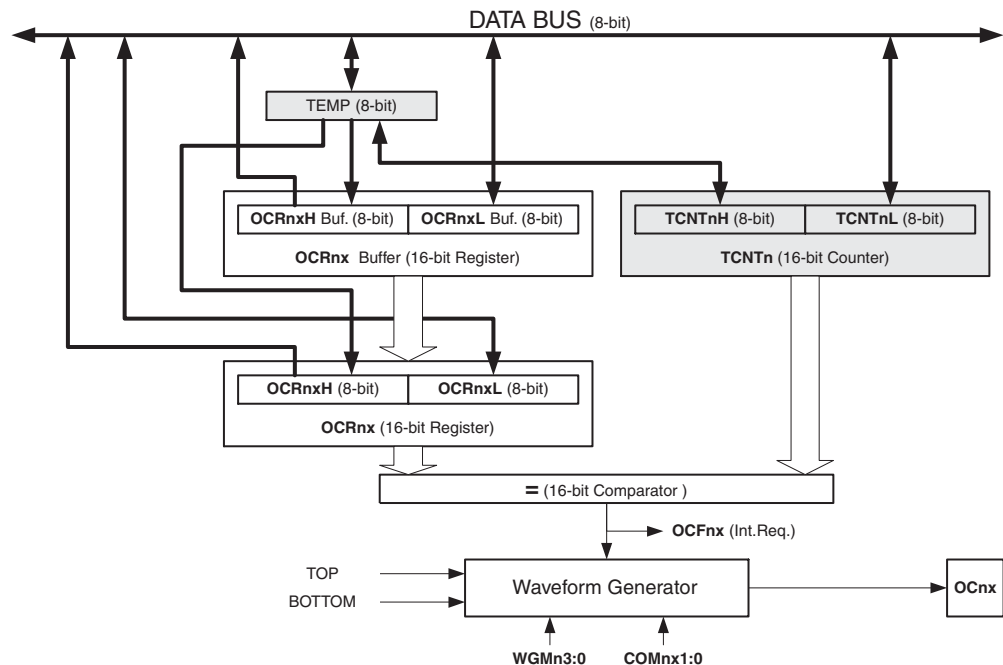 DATA BUS (8-bit)
TEMP (8-bit)
OCRnxH Buf. (8-bit) OCRnxL Buf. (8-bit)
OCRnx Buffer (16-bit Register)
TCNTnH (8-bit) TCNTnL (8-bit)
TCNTn (16-bit Counter)
OCRnxH (8-bit) OCRnxL (8-bit)
OCRnx (16-bit Register)
= (16-bit Comparator )
OCFnx (Int.Req.)
TOP
BOTTOM
Waveform Generator
OCnx
WGMn3:0 COMnx1:0